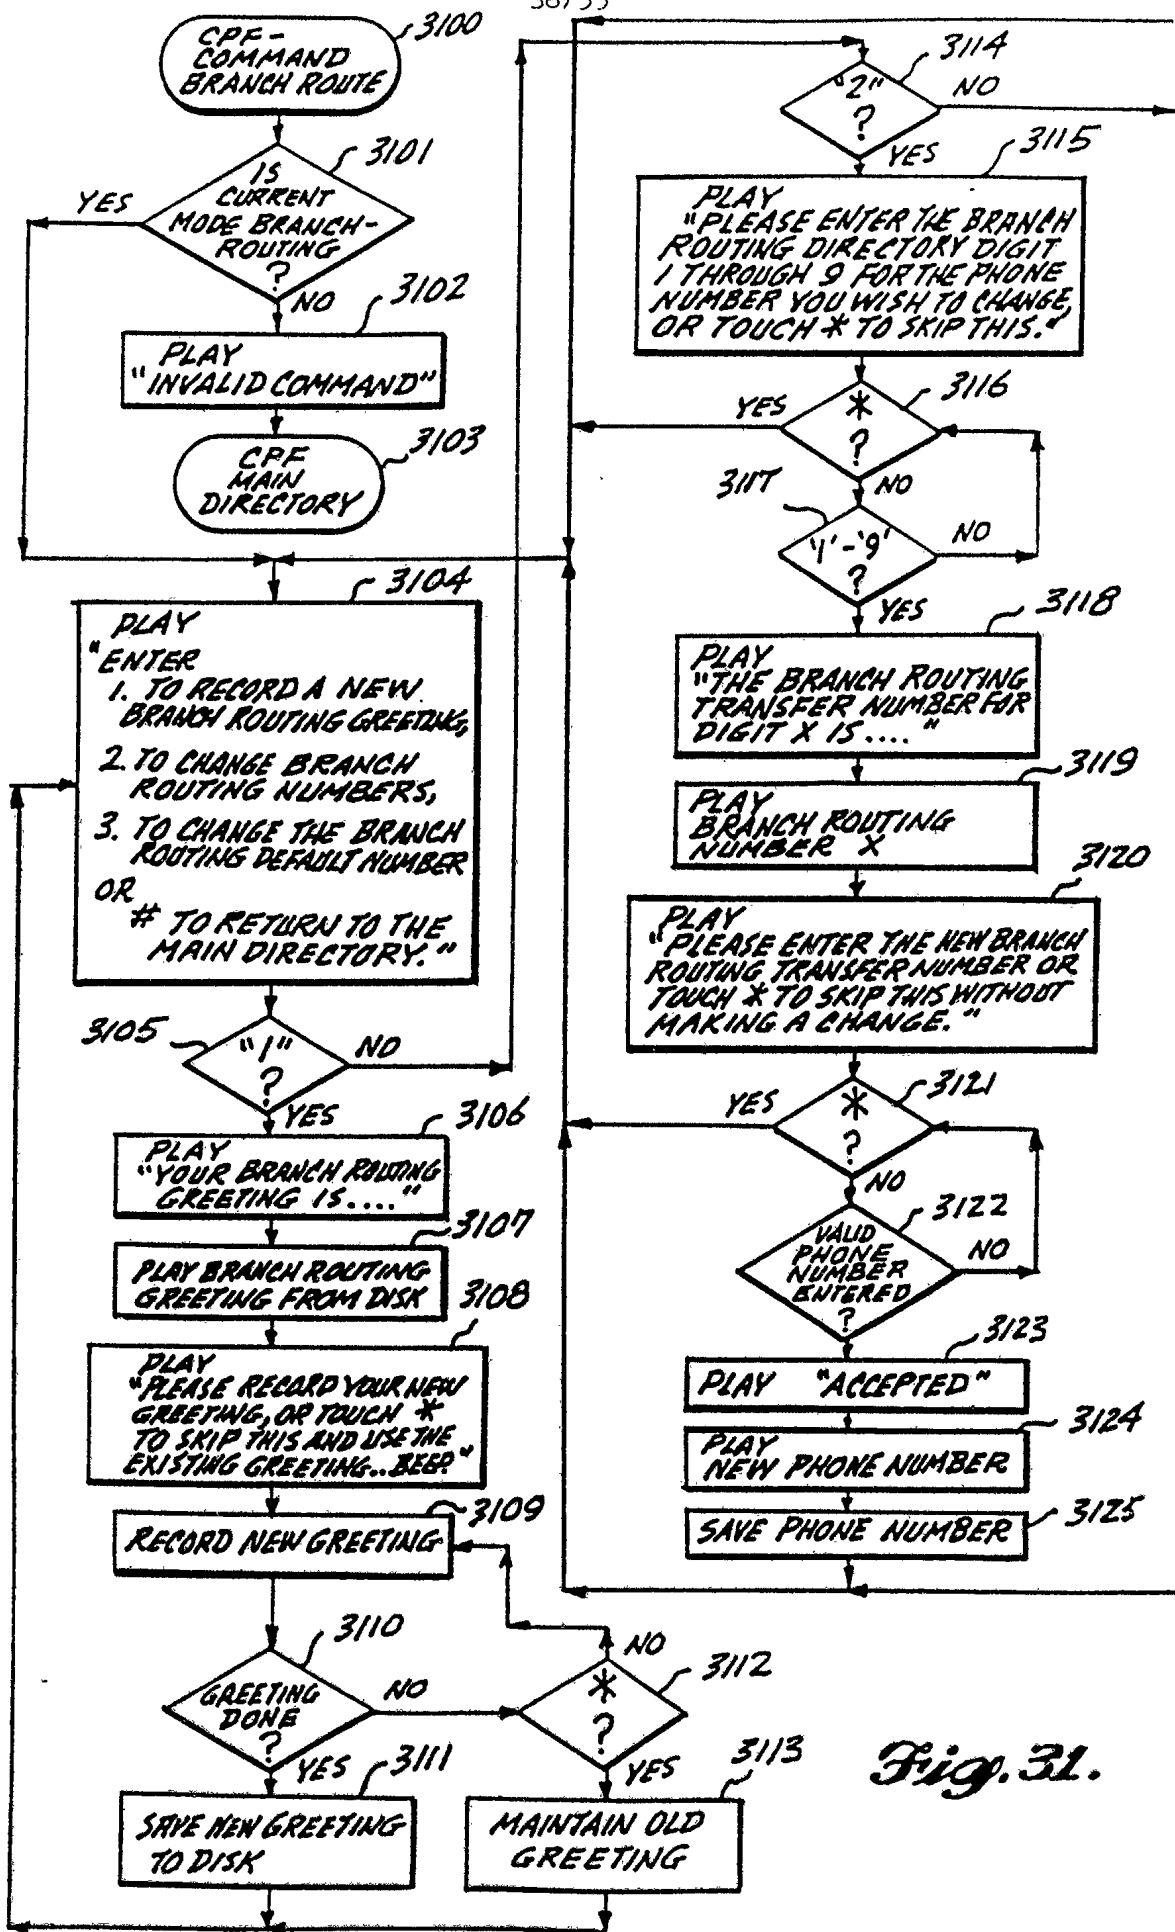 CPF-
COMMAND
BRANCH ROUTE
3100
3101
IS
CURRENT
MODE BRANCH-
ROUTING
?
YES
NO
3102
PLAY
"INVALID COMMAND"
3103
CPF
MAIN
DIRECTORY
3104
PLAY
"ENTER
1. TO RECORD A NEW
BRANCH ROUTING GREETING,
2. TO CHANGE BRANCH
ROUTING NUMBERS,
3. TO CHANGE THE BRANCH
ROUTING DEFAULT NUMBER
OR
# TO RETURN TO THE
MAIN DIRECTORY."
3105
"1"
?
NO
YES
3106
PLAY
"YOUR BRANCH ROUTING
GREETING IS...."
3107
PLAY BRANCH ROUTING
GREETING FROM DISK
3108
PLAY
"PLEASE RECORD YOUR NEW
GREETING, OR TOUCH *
TO SKIP THIS AND USE THE
EXISTING GREETING..BEEP."
3109
RECORD NEW GREETING
3110
GREETING
DONE
?
NO
YES
3111
SAVE NEW GREETING
TO DISK
3112
*
?
NO
YES
3113
MAINTAIN OLD
GREETING
3114
"2"
?
NO
YES
3115
PLAY
"PLEASE ENTER THE BRANCH
ROUTING DIRECTORY DIGIT
1 THROUGH 9 FOR THE PHONE
NUMBER YOU WISH TO CHANGE,
OR TOUCH * TO SKIP THIS."
3116
*
?
YES
NO
3117
'1'-'9'
?
NO
YES
3118
PLAY
"THE BRANCH ROUTING
TRANSFER NUMBER FOR
DIGIT X IS...."
3119
PLAY
BRANCH ROUTING
NUMBER X
3120
PLAY
"PLEASE ENTER THE NEW BRANCH
ROUTING TRANSFER NUMBER OR
TOUCH * TO SKIP THIS WITHOUT
MAKING A CHANGE."
3121
*
?
YES
NO
3122
VALID
PHONE
NUMBER
ENTERED
?
NO
3123
PLAY "ACCEPTED"
3124
PLAY
NEW PHONE NUMBER
3125
SAVE PHONE NUMBER
Fig. 31.